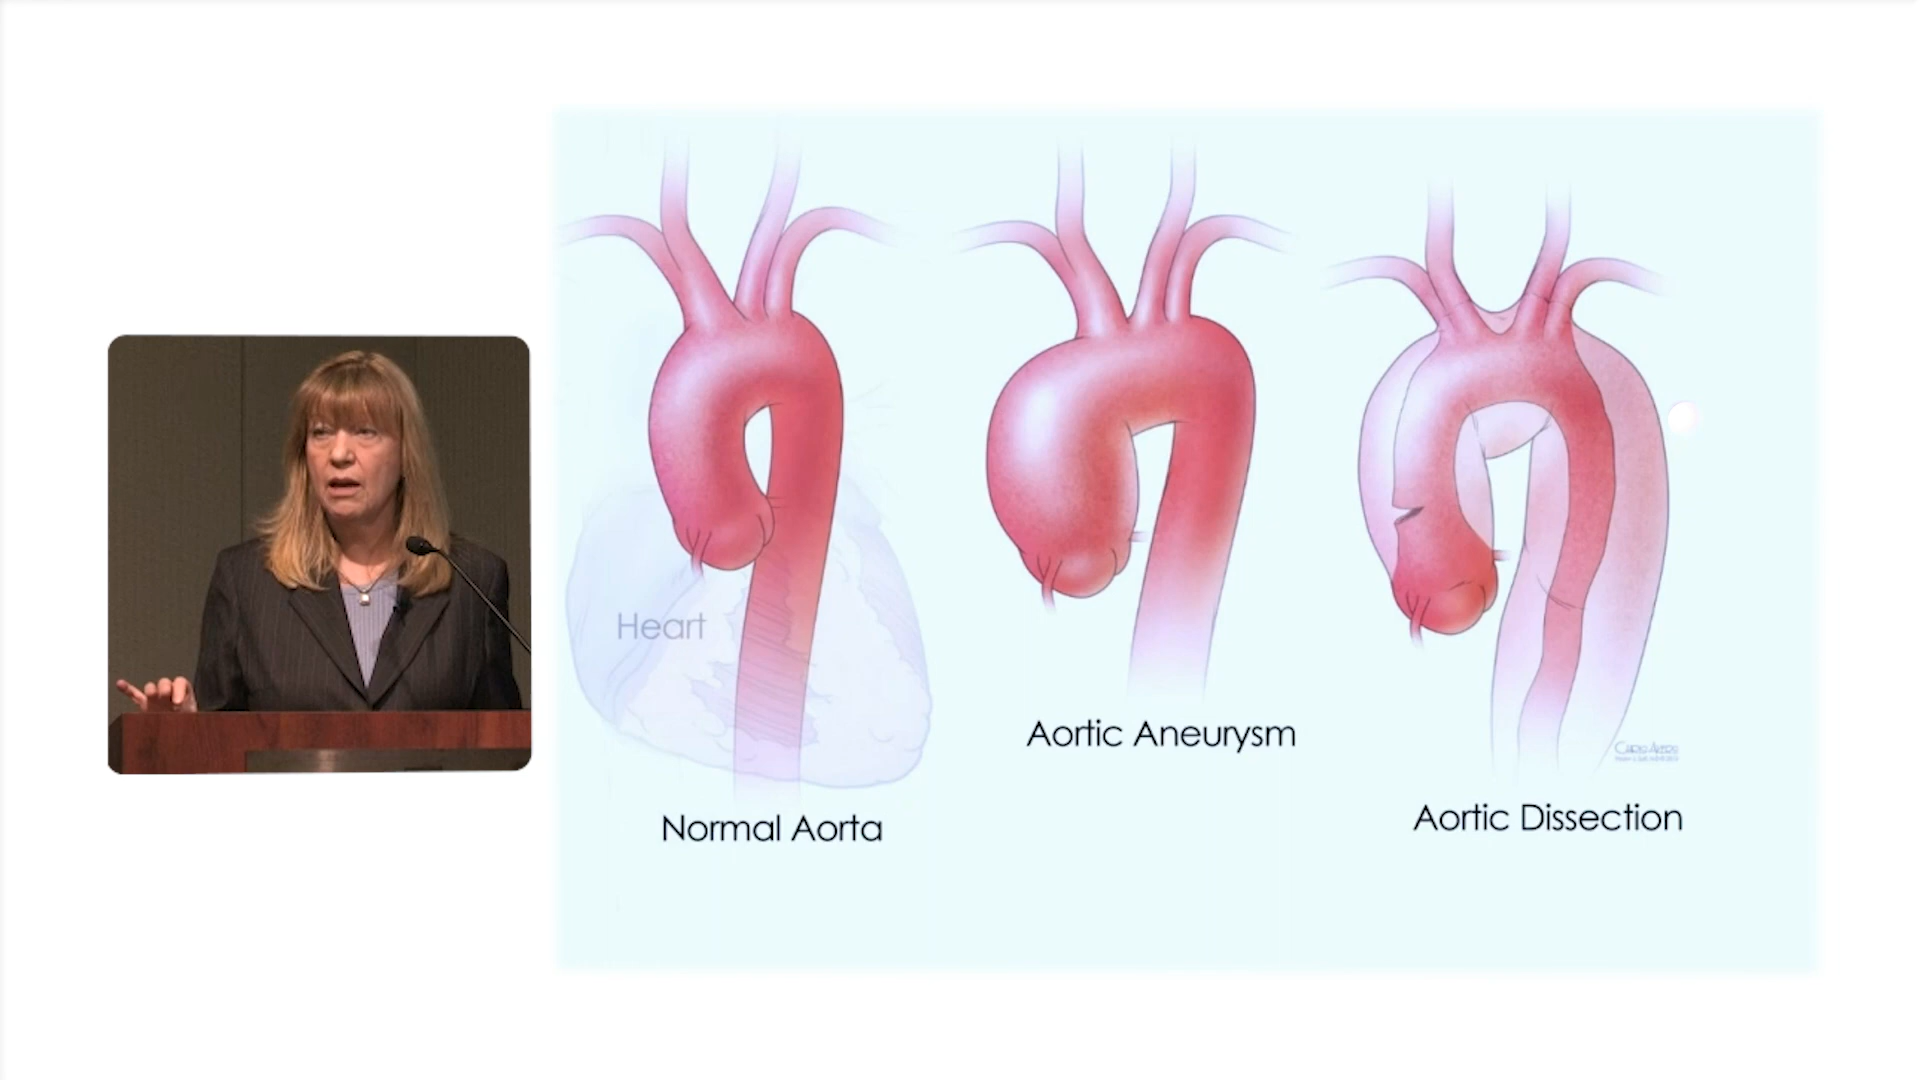 Heart
Normal Aorta
Aortic Aneurysm
Aortic Dissection